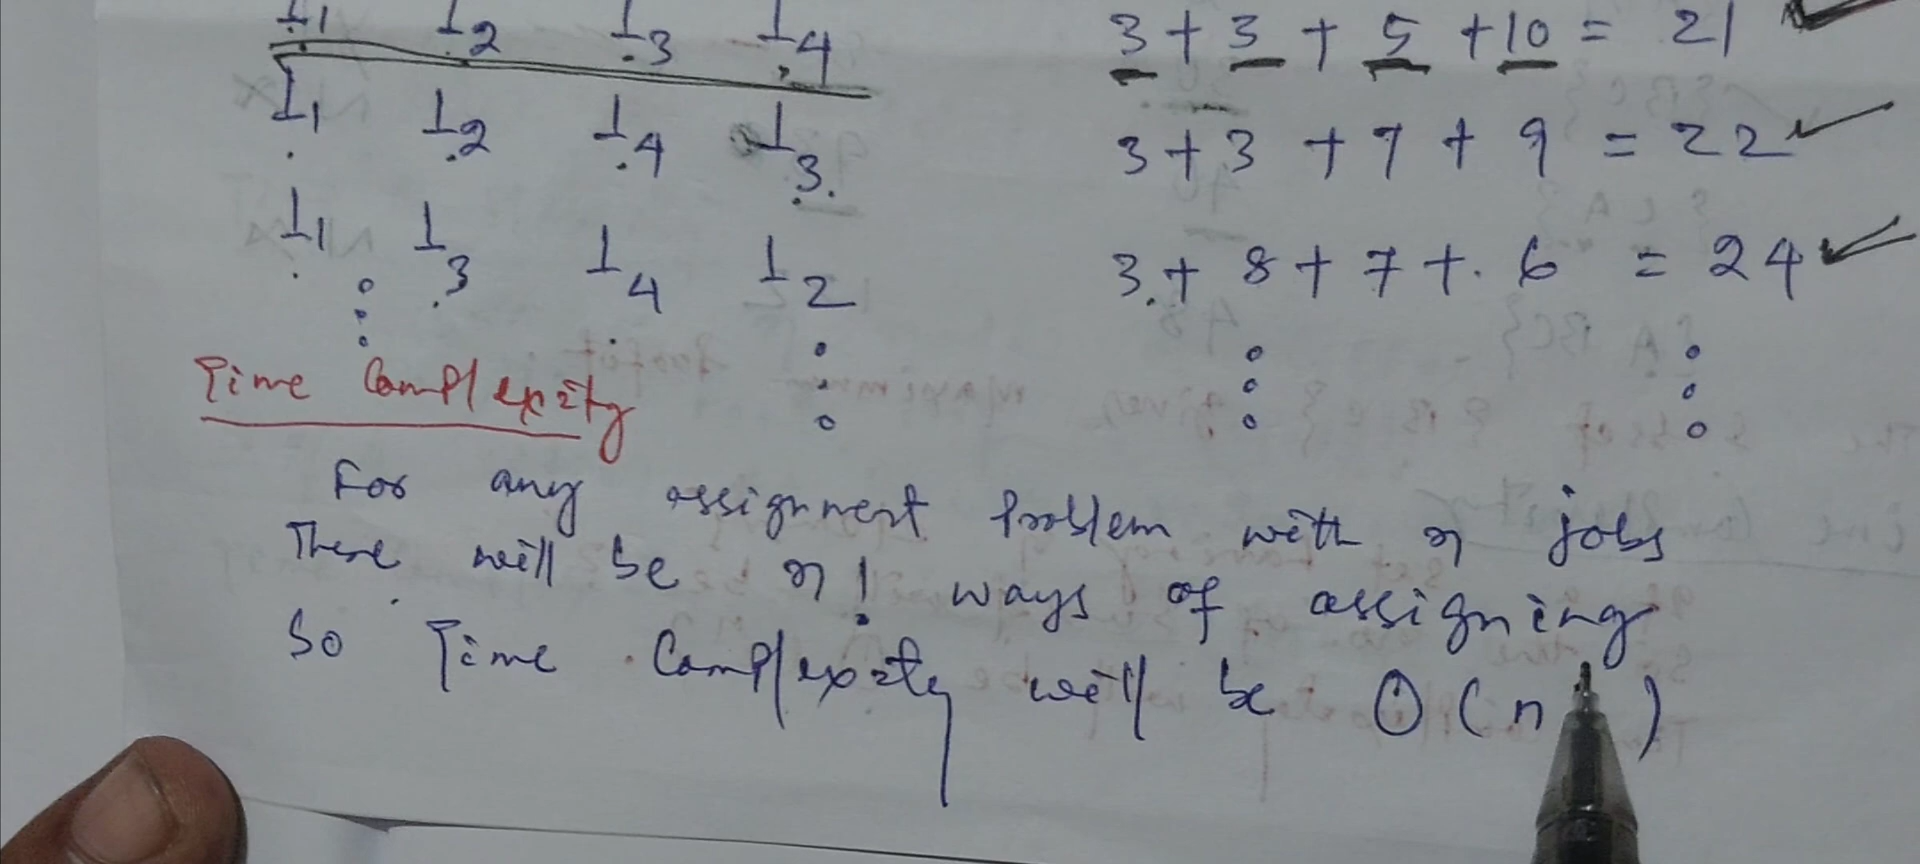 J1 J2 J3 J4 3 + 3 + 5 + 10 = 21
J1 J2 J4 J3 3 + 3 + 7 + 9 = 22
J1 J3 J4 J2 3 + 8 + 7 + 6 = 24
Time Complexity
For any assignment Problem with n jobs
There will be n! ways of assigning
So Time Complexity will be O(n )